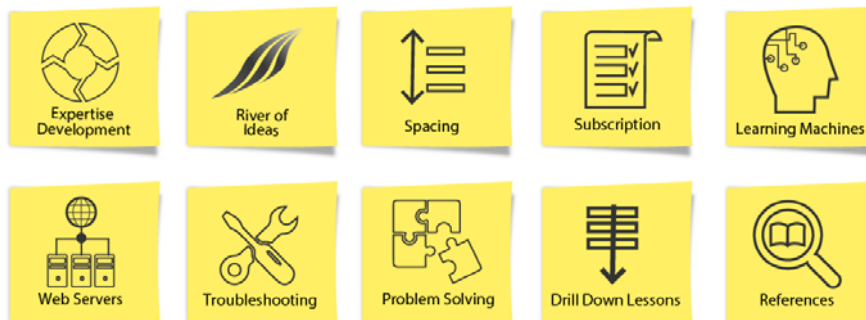 Expertise
Development
River of
Ideas
Spacing
Subscription
Learning Machines
Web Servers
Troubleshooting
Problem Solving
Drill Down Lessons
References